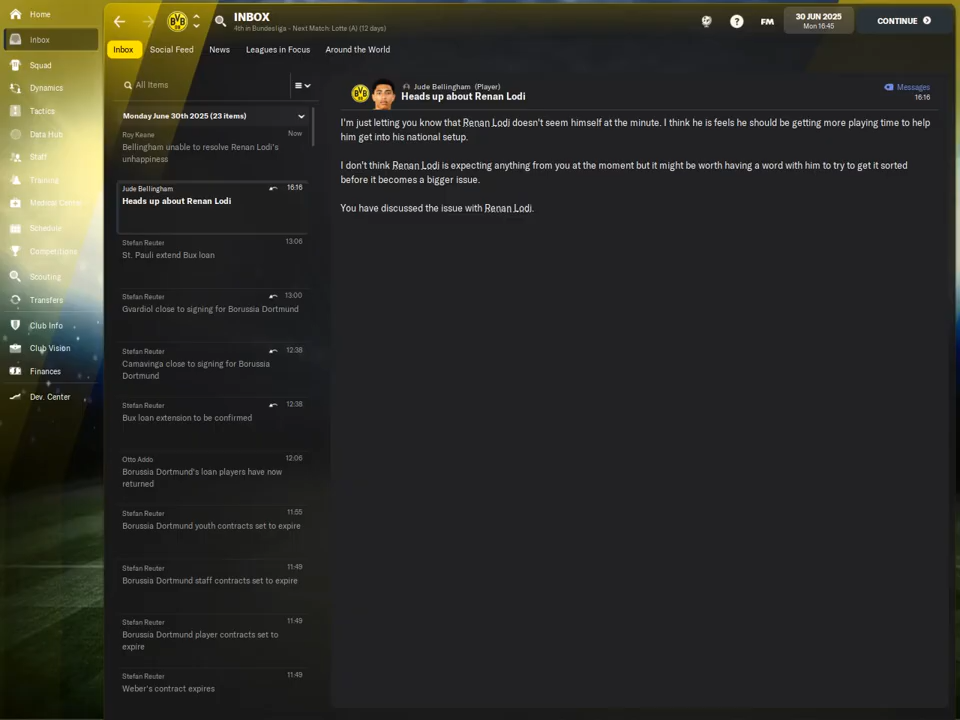 Home
Inbox
Squad
Dynamics
Tactics
Data Hub
Staff
Training
Medical Center
Schedule
Competitions
Scouting
Transfers
Club Info
Club Vision
Finances
Dev. Center
BVB
09
INBOX
4th in Bundesliga - Next Match: Lotte (A) (12 days)
?
FM
30 JUN 2025
Mon 16:45
CONTINUE
Inbox
Social Feed
News
Leagues in Focus
Around the World
All Items
Monday June 30th 2025 (23 items)
Roy Keane
Now
Bellingham unable to resolve Renan Lodi's
unhappiness
Jude Bellingham
16:16
Heads up about Renan Lodi
Stefan Reuter
13:06
St. Pauli extend Bux loan
Stefan Reuter
13:00
Gvardiol close to signing for Borussia Dortmund
Stefan Reuter
12:38
Camavinga close to signing for Borussia
Dortmund
Stefan Reuter
12:38
Bux loan extension to be confirmed
Otto Addo
12:06
Borussia Dortmund's loan players have now
returned
Stefan Reuter
11:55
Borussia Dortmund youth contracts set to expire
Stefan Reuter
11:49
Borussia Dortmund staff contracts set to expire
Stefan Reuter
11:49
Borussia Dortmund player contracts set to
expire
Stefan Reuter
11:49
Weber's contract expires
BVB
09
Jude Bellingham (Player)
Heads up about Renan Lodi
Messages
16:16
I'm just letting you know that Renan Lodi doesn't seem himself at the minute. I think he is feels he should be getting more playing time to help
him get into his national setup.
I don't think Renan Lodi is expecting anything from you at the moment but it might be worth having a word with him to try to get it sorted
before it becomes a bigger issue.
You have discussed the issue with Renan Lodi.